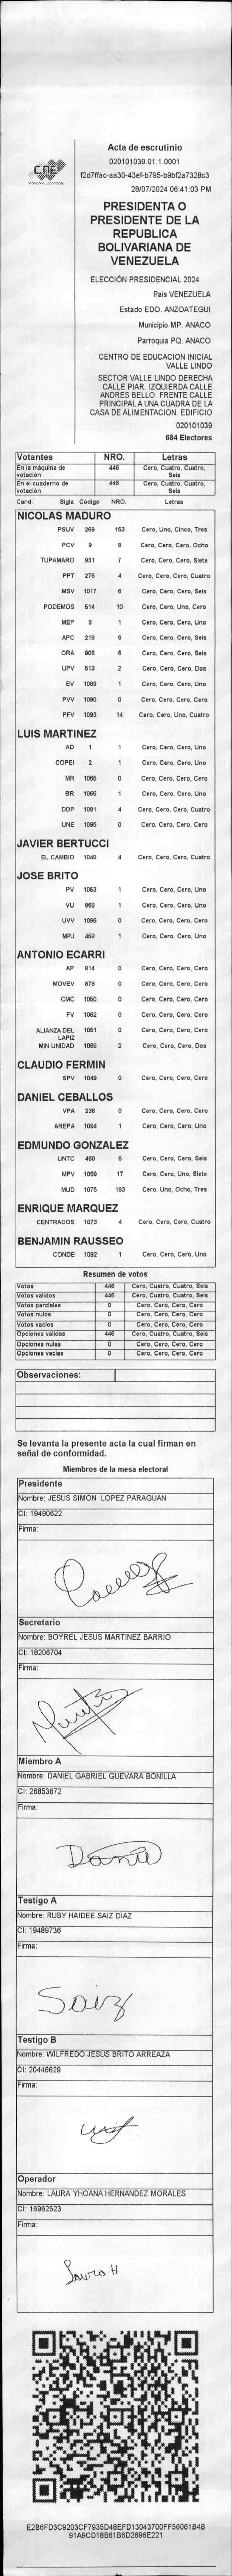 CNE
Acta de escrutinio
020101039.01.1.0001
f2d7ffac-aa30-43ef-b795-b9bf2a7328c3
28/07/2024 06:41:03 PM
PRESIDENTA O
PRESIDENTE DE LA
REPUBLICA
BOLIVARIANA DE
VENEZUELA
ELECCIÓN PRESIDENCIAL 2024
Pais VENEZUELA
Estado EDO. ANZOATEGUI
Municipio MP. ANACO
Parroquia PQ. ANACO
CENTRO DE EDUCACION INICIAL
VALLE LINDO
SECTOR VALLE LINDO DERECHA
CALLE PIAR. IZQUIERDA CALLE
ANDRES BELLO. FRENTE CALLE
PRINCIPAL A UNA CUADRA DE LA
CASA DE ALIMENTACION. EDIFICIO
020101039
684 Electores
Votantes NRO. Letras
En la máquina de votación 446 Cero, Cuatro, Cuatro, Seis
En el cuaderno de votación 446 Cero, Cuatro, Cuatro, Seis
Cand. Sigla Código NRO. Letras
NICOLAS MADURO
PSUV 269 153 Cero, Uno, Cinco, Tres
PCV 9 8 Cero, Cero, Cero, Ocho
TUPAMARO 931 7 Cero, Cero, Cero, Siete
PPT 276 4 Cero, Cero, Cero, Cuatro
MSV 1017 6 Cero, Cero, Cero, Seis
PODEMOS 514 10 Cero, Cero, Uno, Cero
MEP 6 1 Cero, Cero, Cero, Uno
APC 219 6 Cero, Cero, Cero, Seis
ORA 906 6 Cero, Cero, Cero, Seis
UPV 513 2 Cero, Cero, Cero, Dos
EV 1089 1 Cero, Cero, Cero, Uno
PVV 1090 0 Cero, Cero, Cero, Cero
PFV 1093 14 Cero, Cero, Uno, Cuatro
LUIS MARTINEZ
AD 1 1 Cero, Cero, Cero, Uno
COPEI 2 1 Cero, Cero, Cero, Uno
MR 1065 0 Cero, Cero, Cero, Cero
BR 1066 1 Cero, Cero, Cero, Uno
DDP 1091 4 Cero, Cero, Cero, Cuatro
UNE 1095 0 Cero, Cero, Cero, Cero
JAVIER BERTUCCI
EL CAMBIO 1048 4 Cero, Cero, Cero, Cuatro
JOSE BRITO
PV 1053 1 Cero, Cero, Cero, Uno
VU 868 1 Cero, Cero, Cero, Uno
UVV 1096 0 Cero, Cero, Cero, Cero
MPJ 459 1 Cero, Cero, Cero, Uno
ANTONIO ECARRI
AP 814 0 Cero, Cero, Cero, Cero
MOVEV 878 0 Cero, Cero, Cero, Cero
CMC 1050 0 Cero, Cero, Cero, Cero
FV 1062 0 Cero, Cero, Cero, Cero
ALIANZA DEL LAPIZ 1051 0 Cero, Cero, Cero, Cero
MIN UNIDAD 1068 2 Cero, Cero, Cero, Dos
CLAUDIO FERMIN
SPV 1049 0 Cero, Cero, Cero, Cero
DANIEL CEBALLOS
VPA 236 0 Cero, Cero, Cero, Cero
AREPA 1094 1 Cero, Cero, Cero, Uno
EDMUNDO GONZALEZ
UNTC 460 6 Cero, Cero, Cero, Seis
MPV 1069 17 Cero, Cero, Uno, Siete
MUD 1075 183 Cero, Uno, Ocho, Tres
ENRIQUE MARQUEZ
CENTRADOS 1073 4 Cero, Cero, Cero, Cuatro
BENJAMIN RAUSSEO
CONDE 1092 1 Cero, Cero, Cero, Uno
Resumen de votos
Votos 446 Cero, Cuatro, Cuatro, Seis
Votos validos 446 Cero, Cuatro, Cuatro, Seis
Votos parciales 0 Cero, Cero, Cero, Cero
Votos nulos 0 Cero, Cero, Cero, Cero
Votos vacios 0 Cero, Cero, Cero, Cero
Opciones validas 446 Cero, Cuatro, Cuatro, Seis
Opciones nulas 0 Cero, Cero, Cero, Cero
Opciones vacias 0 Cero, Cero, Cero, Cero
Observaciones:
Se levanta la presente acta la cual firman en
señal de conformidad.
Miembros de la mesa electoral
Presidente
Nombre: JESUS SIMON LOPEZ PARAGUAN
CI: 19490622
Firma:
Secretario
Nombre: BOYREL JESUS MARTINEZ BARRIO
CI: 18206704
Firma:
Miembro A
Nombre: DANIEL GABRIEL GUEVARA BONILLA
CI: 26853672
Firma:
Daniel
Testigo A
Nombre: RUBY HAIDEE SAIZ DIAZ
CI: 19489736
Firma:
Saiz
Testigo B
Nombre: WILFREDO JESUS BRITO ARREAZA
CI: 20446629
Firma:
Operador
Nombre: LAURA YHOANA HERNANDEZ MORALES
CI: 16962523
Firma:
Laura H
E2B6FD3C9203CF7935D48EFD13043700FF56061B4B
91A9CD18B61B6D2696E221